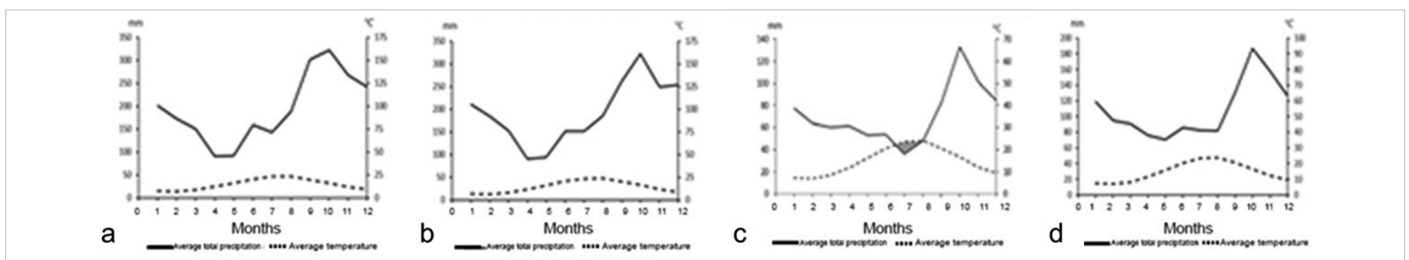 mm °C mm °C mm °C mm °C
350 175 350 175 140 70 200 100
300 150 300 150 120 60 180 90
250 125 250 125 100 50 160 80
200 100 200 100 80 40 140 70
150 75 150 75 60 30 120 60
100 50 100 50 40 20 100 50
50 25 50 25 20 10 80 40
0 0 0 0 0 0 60 30
40 20
20 10
0 0
0 1 2 3 4 5 6 7 8 9 10 11 12 0 1 2 3 4 5 6 7 8 9 10 11 12 0 1 2 3 4 5 6 7 8 9 10 11 12 0 1 2 3 4 5 6 7 8 9 10 11 12
a Months b Months c Months d Months
Average total precipitation Average temperature Average total precipitation Average temperature Average total precipitation Average temperature Average total precipitation Average temperature